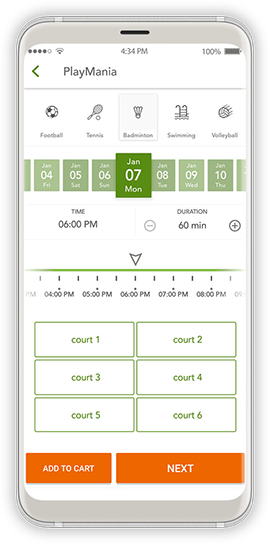 4:34 PM 100%
PlayMania
Football Tennis Badminton Swimming Volleyball
Jan Jan Jan Jan Jan Jan Jan
04 05 06 07 08 09 10
Fri Sat Sun Mon Tue Wed Thu
TIME DURATION
06:00 PM 60 min
PM 04:00 PM 05:00 PM 06:00 PM 07:00 PM 08:00 PM 09:
court 1 court 2
court 3 court 4
court 5 court 6
ADD TO CART NEXT